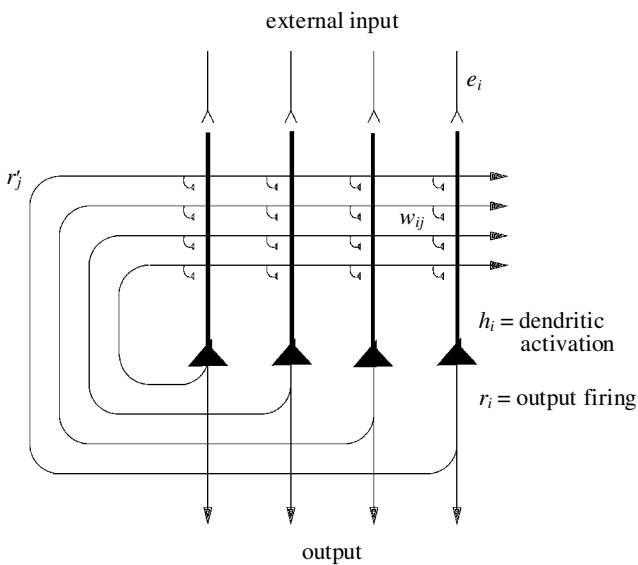 external input
e_i
r'_j
w_ij
h_i = dendritic
activation
r_i = output firing
output